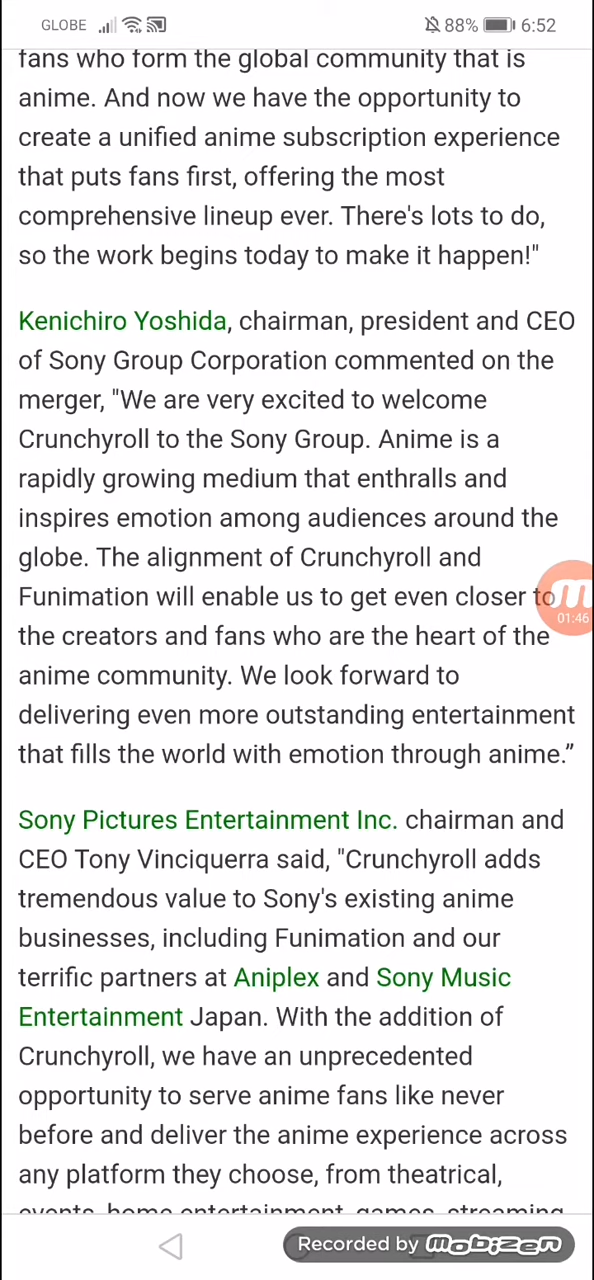 GLOBE 88% 6:52
fans who form the global community that is
anime. And now we have the opportunity to
create a unified anime subscription experience
that puts fans first, offering the most
comprehensive lineup ever. There's lots to do,
so the work begins today to make it happen!"
Kenichiro Yoshida, chairman, president and CEO
of Sony Group Corporation commented on the
merger, "We are very excited to welcome
Crunchyroll to the Sony Group. Anime is a
rapidly growing medium that enthralls and
inspires emotion among audiences around the
globe. The alignment of Crunchyroll and
Funimation will enable us to get even closer to
m
01:46
the creators and fans who are the heart of the
anime community. We look forward to
delivering even more outstanding entertainment
that fills the world with emotion through anime.”
Sony Pictures Entertainment Inc. chairman and
CEO Tony Vinciquerra said, "Crunchyroll adds
tremendous value to Sony's existing anime
businesses, including Funimation and our
terrific partners at Aniplex and Sony Music
Entertainment Japan. With the addition of
Crunchyroll, we have an unprecedented
opportunity to serve anime fans like never
before and deliver the anime experience across
any platform they choose, from theatrical,
events, home entertainment, games, streaming
Recorded by mobizen